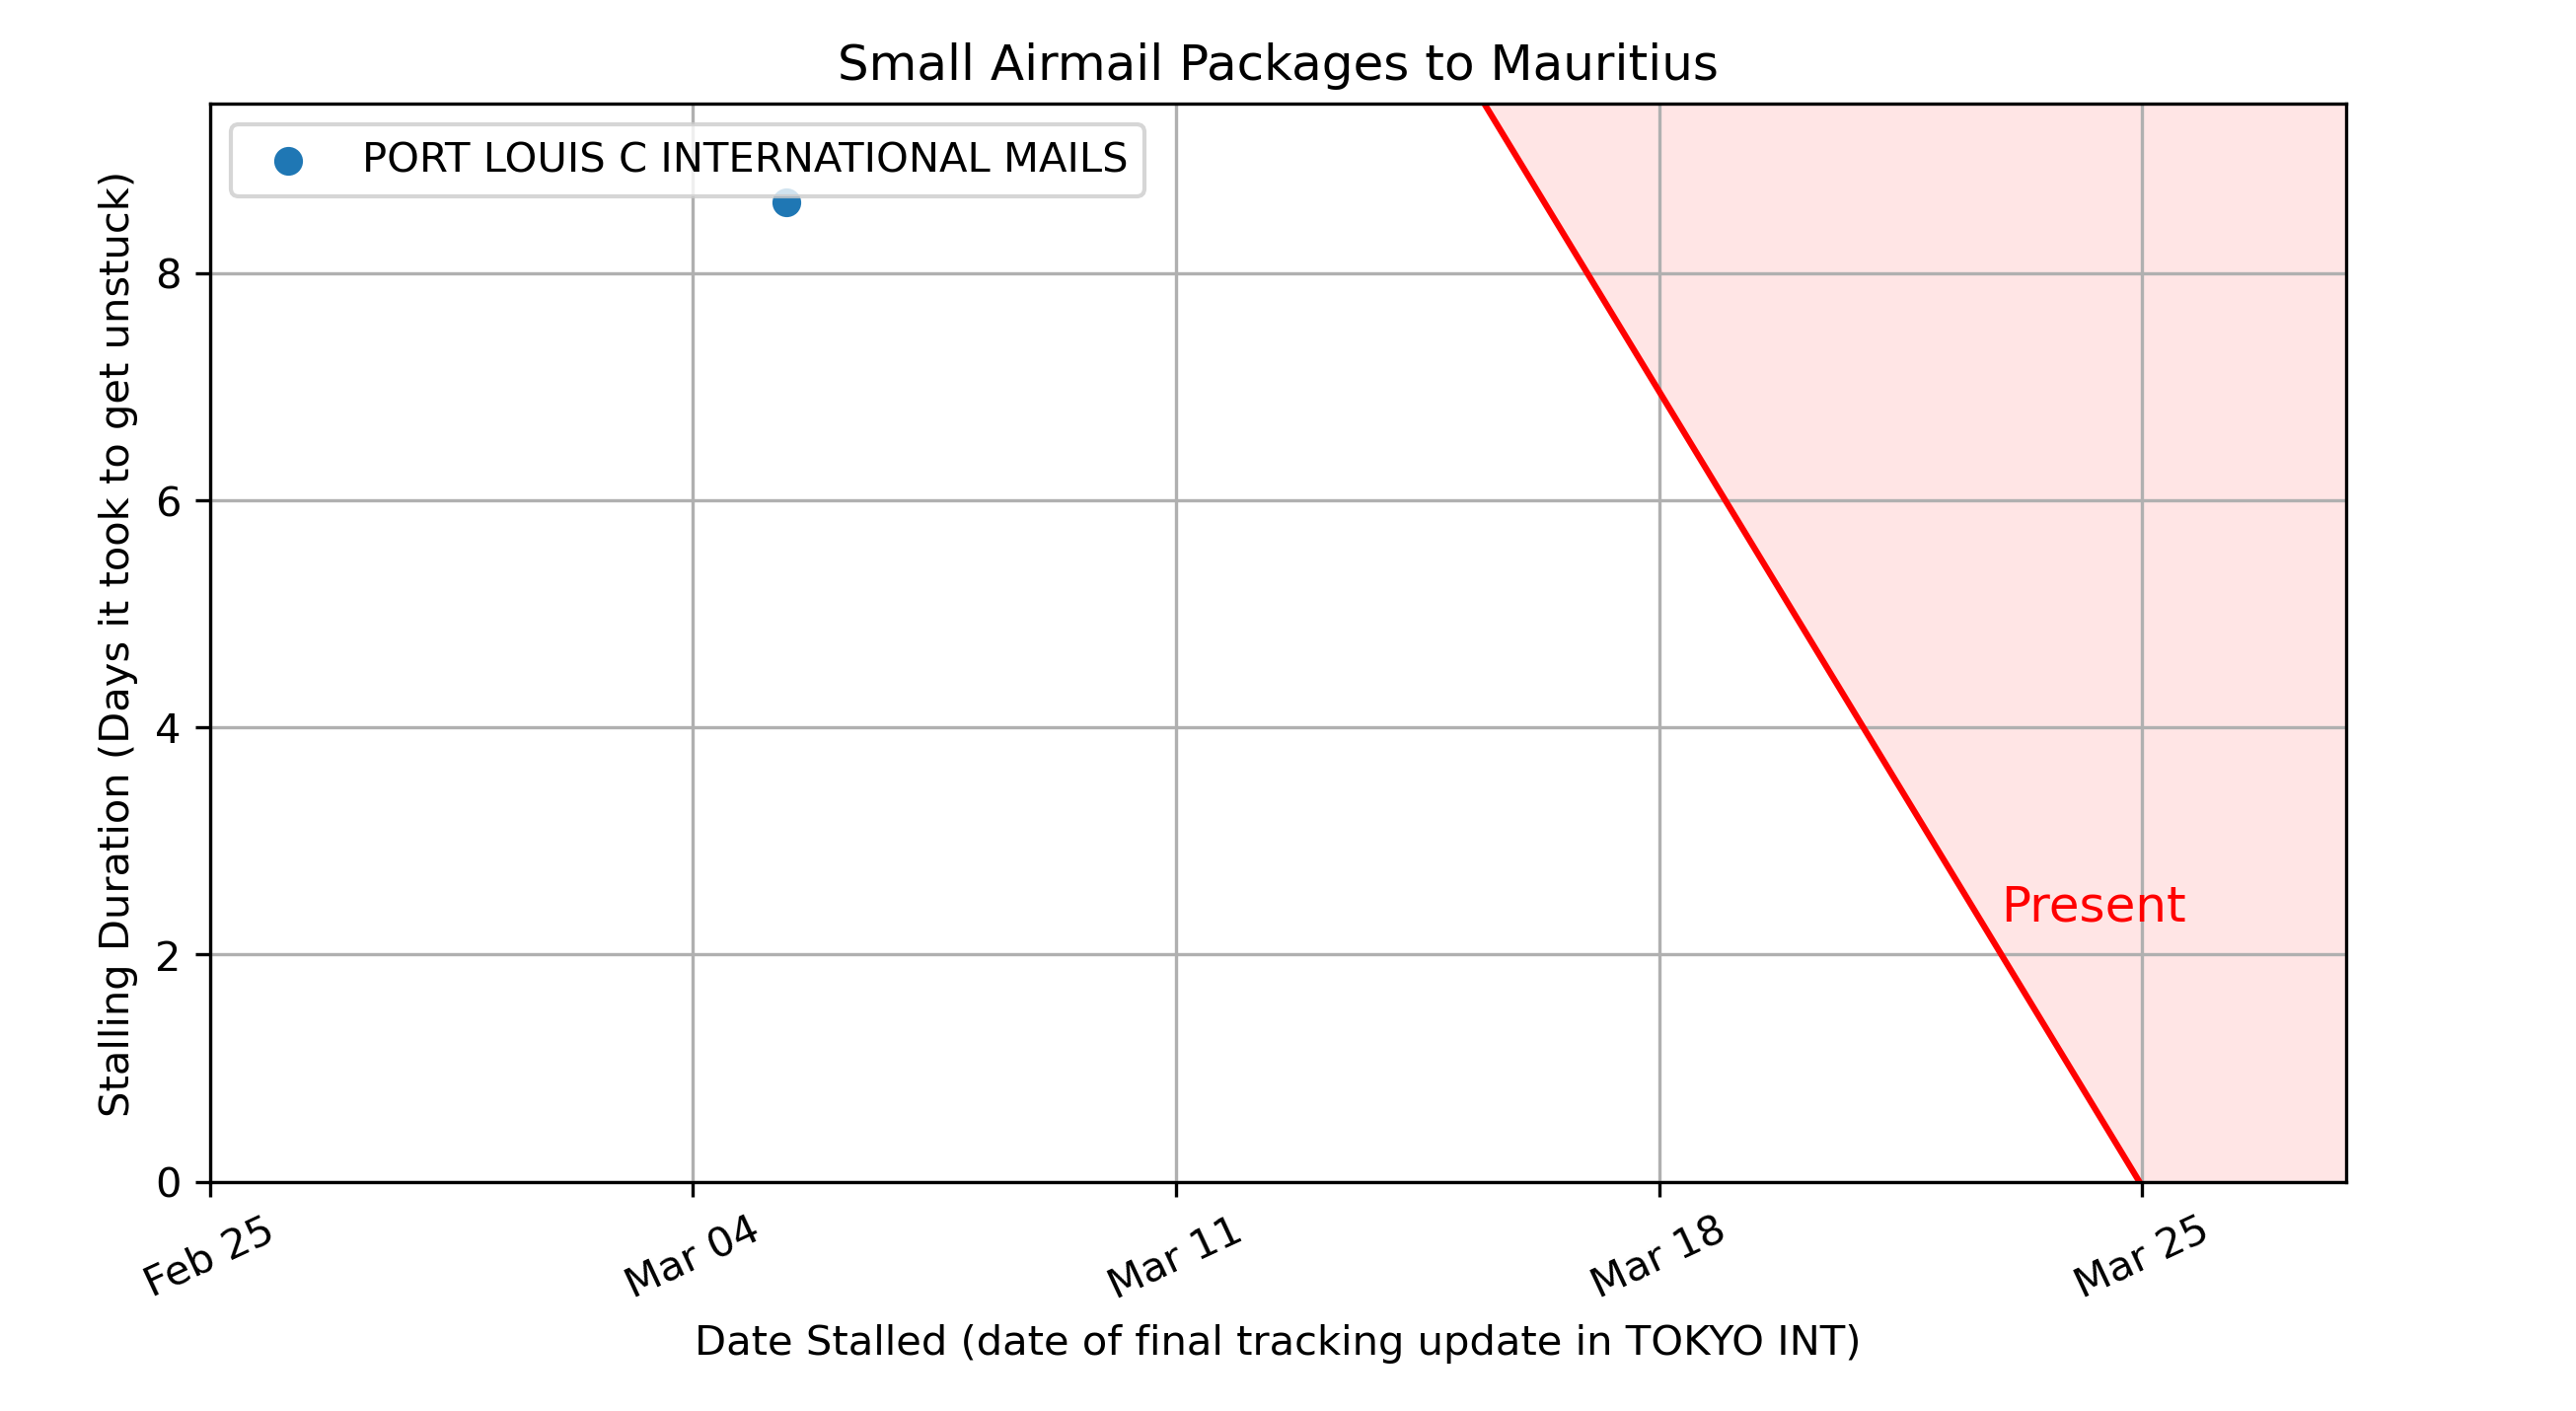 Small Airmail Packages to Mauritius
PORT LOUIS C INTERNATIONAL MAILS
Stalling Duration (Days it took to get unstuck)
8
6
4
2
0
Present
Feb 25
Mar 04
Mar 11
Mar 18
Mar 25
Date Stalled (date of final tracking update in TOKYO INT)